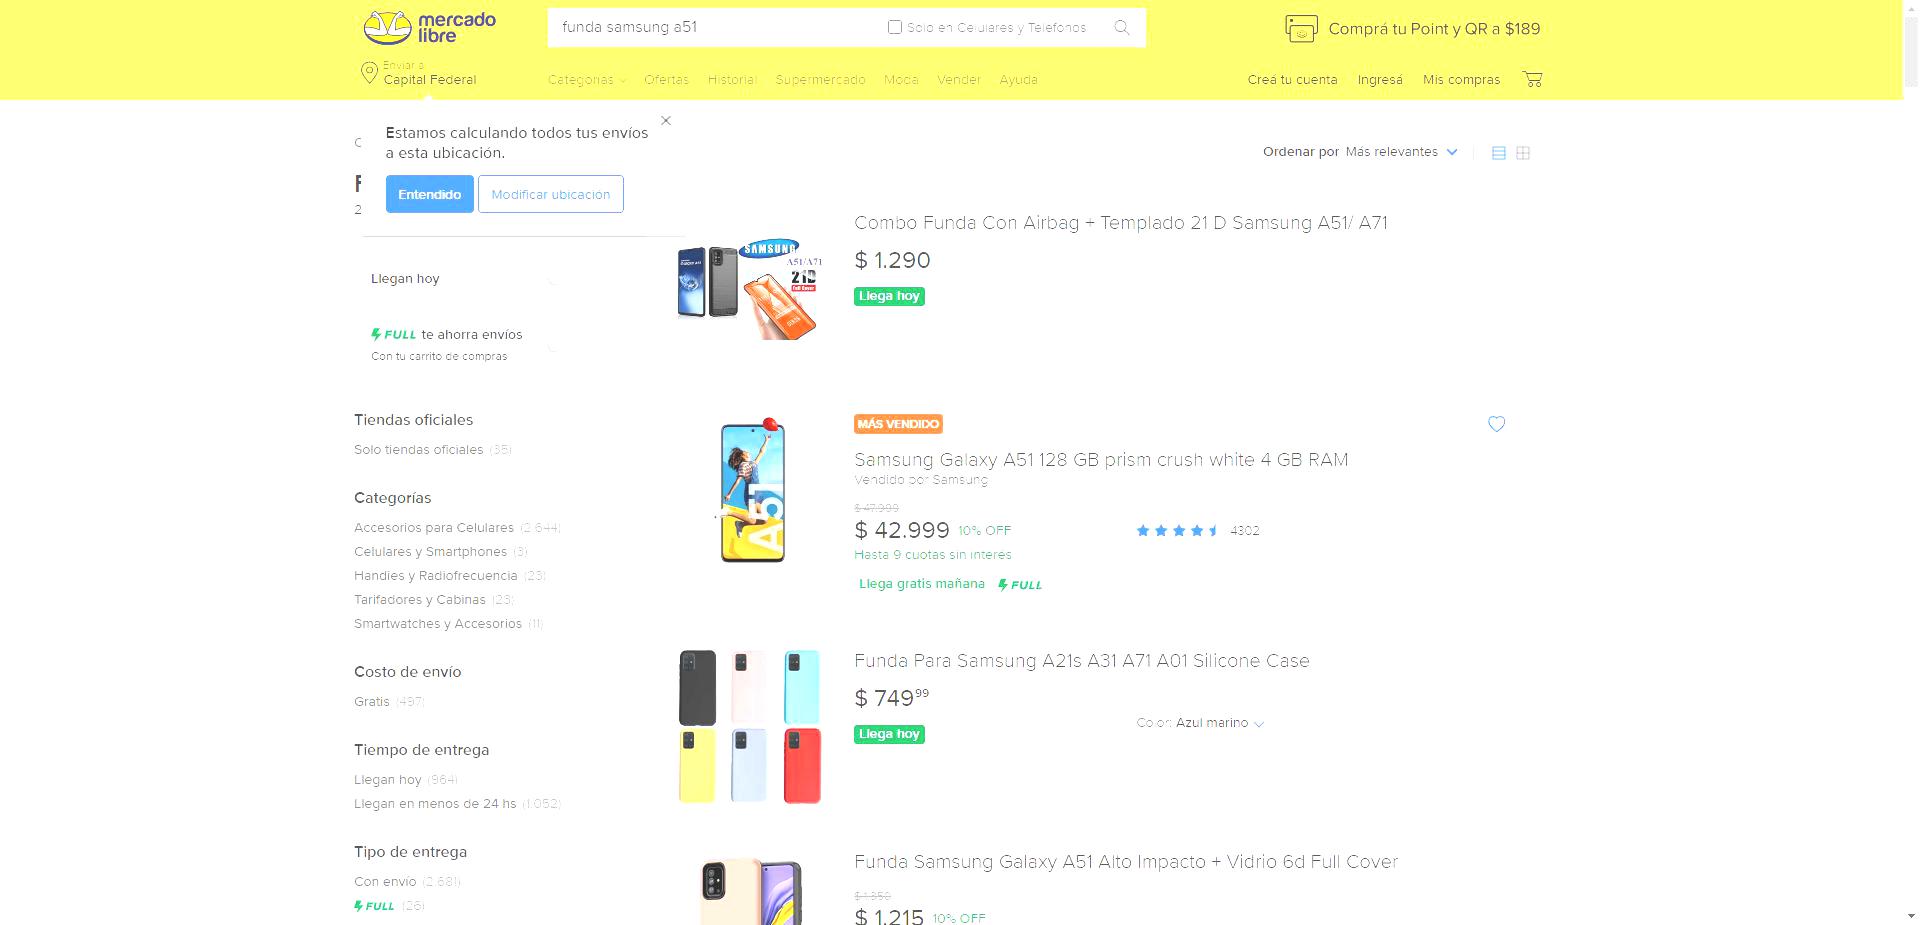 mercado
libre
funda samsung a51
Solo en Celulares y Teléfonos
Comprá tu Point y QR a $189
Enviar a
Capital Federal
Categorías
Ofertas
Historial
Supermercado
Moda
Vender
Ayuda
Creá tu cuenta
Ingresá
Mis compras
Estamos calculando todos tus envíos
a esta ubicación.
Entendido
Modificar ubicación
Ordenar por Más relevantes
Llegan hoy
FULL te ahorra envíos
Con tu carrito de compras
Tiendas oficiales
Solo tiendas oficiales (35)
Categorías
Accesorios para Celulares (2.644)
Celulares y Smartphones (3)
Handies y Radiofrecuencia (23)
Tarifadores y Cabinas (23)
Smartwatches y Accesorios (11)
Costo de envío
Gratis (497)
Tiempo de entrega
Llegan hoy (964)
Llegan en menos de 24 hs (1.052)
Tipo de entrega
Con envío (2.681)
FULL (26)
SAMSUNG
A51/A71
21D
Full Cover
Combo Funda Con Airbag + Templado 21 D Samsung A51/ A71
$ 1.290
Llega hoy
A51
MÁS VENDIDO
Samsung Galaxy A51 128 GB prism crush white 4 GB RAM
Vendido por Samsung
$ 47.999
$ 42.999 10% OFF
4302
Hasta 9 cuotas sin interés
Llega gratis mañana FULL
Funda Para Samsung A21s A31 A71 A01 Silicone Case
$ 749 99
Color: Azul marino
Llega hoy
Funda Samsung Galaxy A51 Alto Impacto + Vidrio 6d Full Cover
$ 1.350
$ 1.215 10% OFF